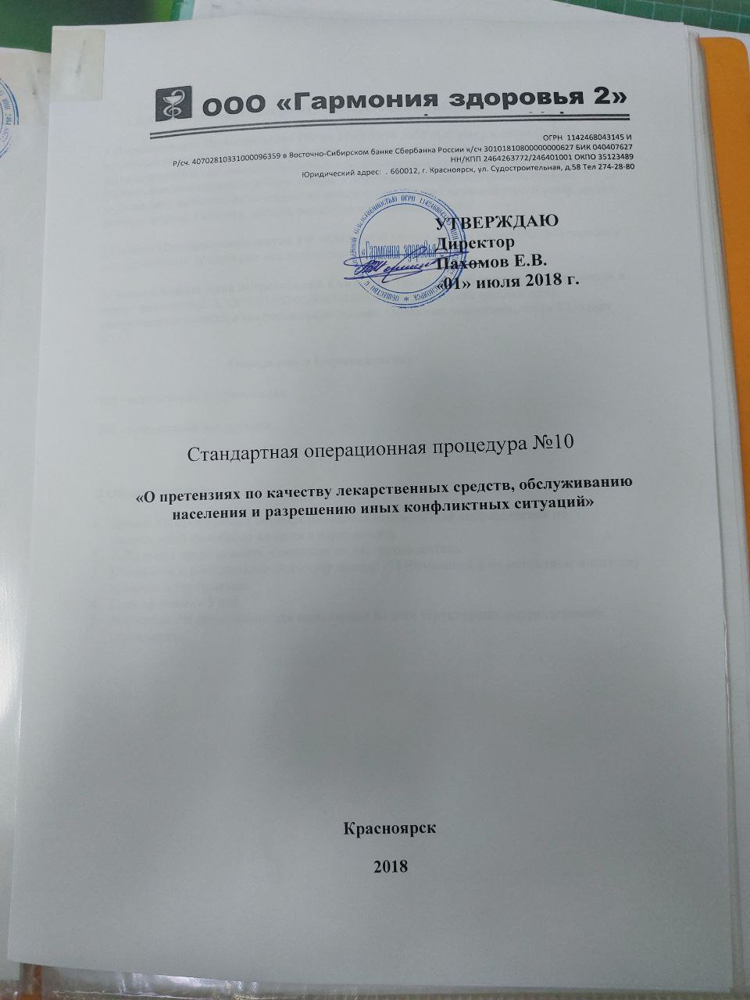 ООО «Гармония здоровья 2»
ОГРН 1142468043145 И
Р/сч. 40702810331000096359 в Восточно-Сибирском банке Сбербанка России к/сч 30101810800000000627 БИК 040407627
НН/КПП 2464263772/246401001 ОКПО 35123489
Юридический адрес: . 660012, г. Красноярск, ул. Судостроительная, д.58 Тел 274-28-80
УТВЕРЖДАЮ
Директор
Пахомов Е.В.
«01» июля 2018 г.
«Гармония здоровья
Стандартная операционная процедура №10
«О претензиях по качеству лекарственных средств, обслуживанию
населения и разрешению иных конфликтных ситуаций»
Красноярск
2018